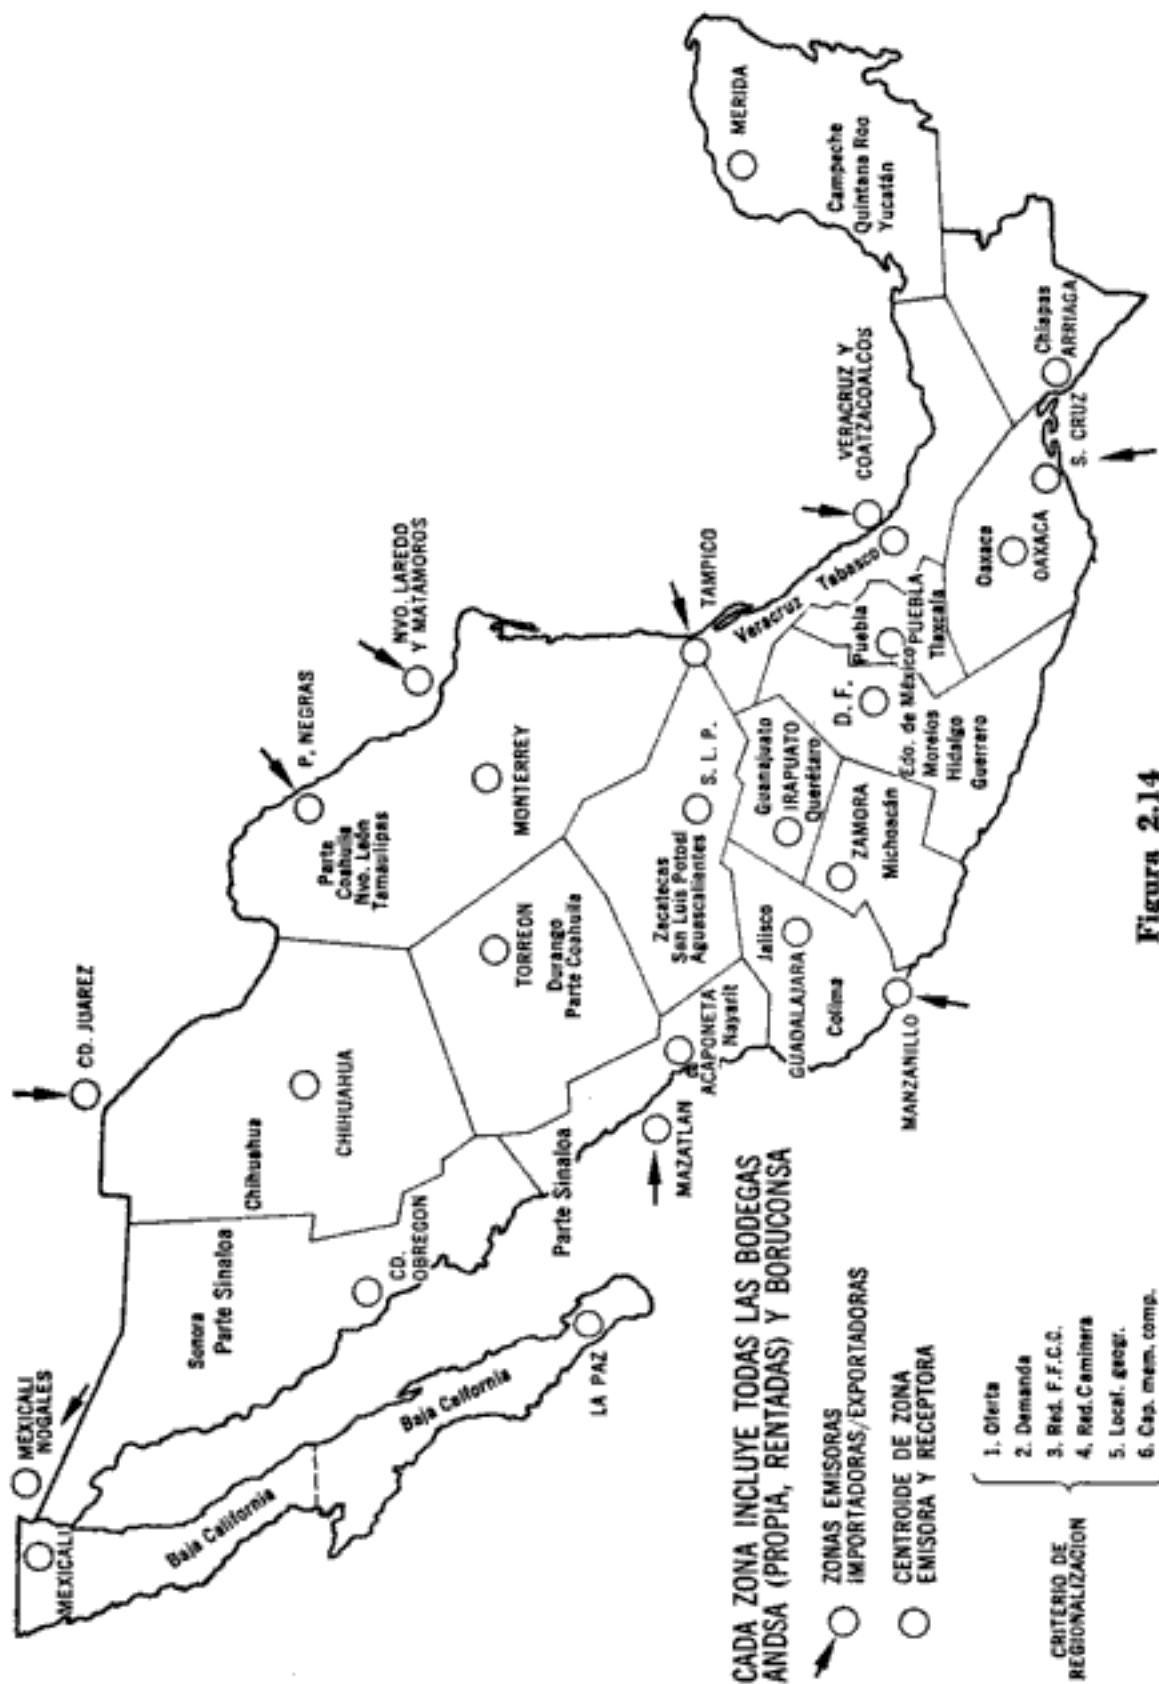 MEXICALI
NOGALES
MEXICALI
Baja California
Baja Calfornia
LA PAZ
Sonora
Parte Sinaloa
CD.
OBREGON
CD. JUAREZ
Chihuahua
CHIHUAHUA
Parte Sinaloa
P. NEGRAS
Parte
Coahuila
Nvo. León
Tamaulipas
NVO. LAREDO
Y MATAMOROS
MONTERREY
TORREON
Durango
Parte Coahuila
MAZATLAN
ACAPONETA
Nayarit
Zacatecas
San Luis Potosí
Aguascalientes
S. L. P.
TAMPICO
Jalisco
GUADALAJARA
Colima
MANZANILLO
Guanajuato
IRAPUATO
Querétaro
ZAMORA
Michoacán
D. F.
Edo. de México
Morelos
Hidalgo
Guerrero
Puebla
PUEBLA
Tlaxcala
Veracruz
Tabasco
VERACRUZ Y
COATZACOALCOS
Oaxaca
OAXACA
S. CRUZ
Chiapas
ARRIAGA
MERIDA
Campeche
Quintana Roo
Yucatán
CADA ZONA INCLUYE TODAS LAS BODEGAS
ANDSA (PROPIA, RENTADAS) Y BORUCONSA
ZONAS EMISORAS
IMPORTADORAS/EXPORTADORAS
CENTROIDE DE ZONA
EMISORA Y RECEPTORA
CRITERIO DE
REGIONALIZACION
1. Oferta
2. Demanda
3. Red. F.F.C.C.
4. Red.Caminera
5. Local. geogr.
6. Cap. mem. comp.
Figura 2.14